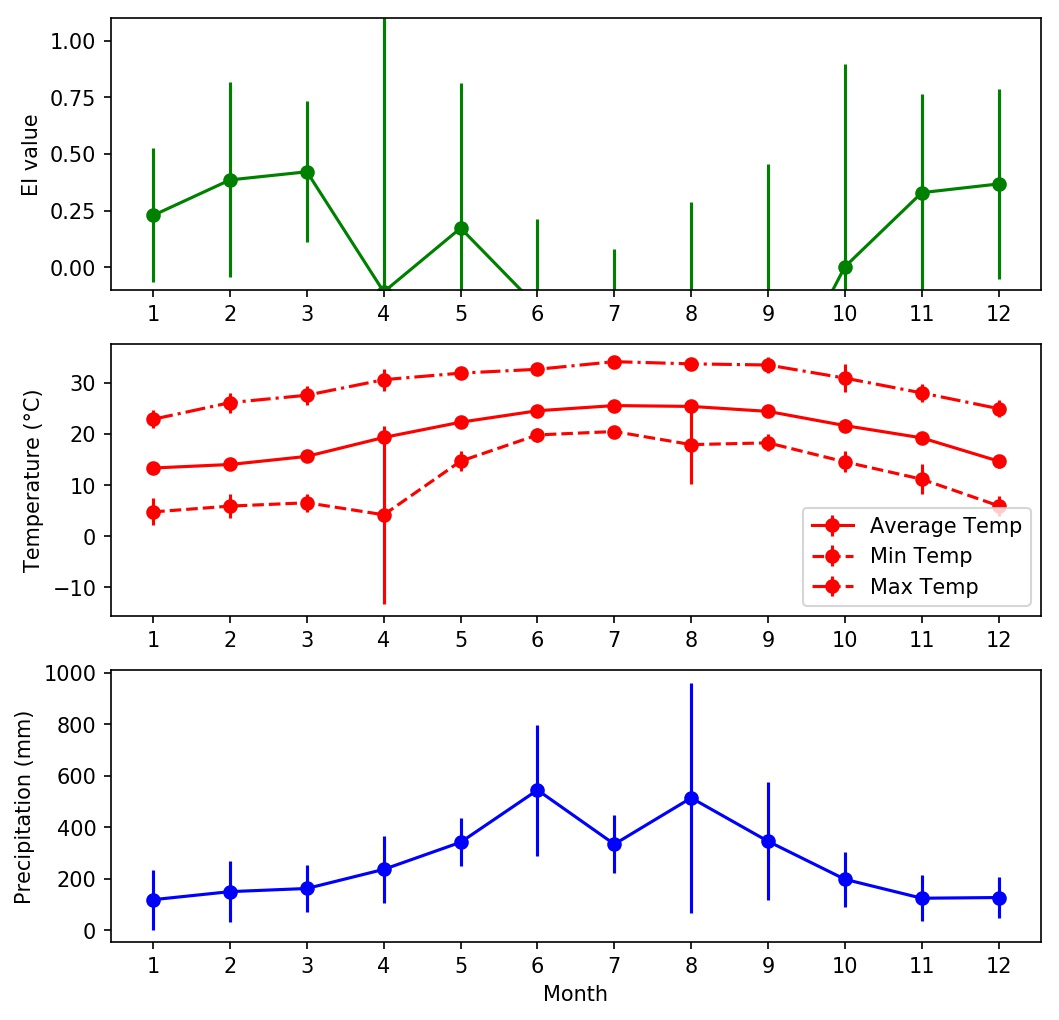 EI value
1.00
0.75
0.50
0.25
0.00
1 2 3 4 5 6 7 8 9 10 11 12
Temperature (°C)
30
20
10
0
−10
Average Temp
Min Temp
Max Temp
1 2 3 4 5 6 7 8 9 10 11 12
Precipitation (mm)
1000
800
600
400
200
0
1 2 3 4 5 6 7 8 9 10 11 12
Month